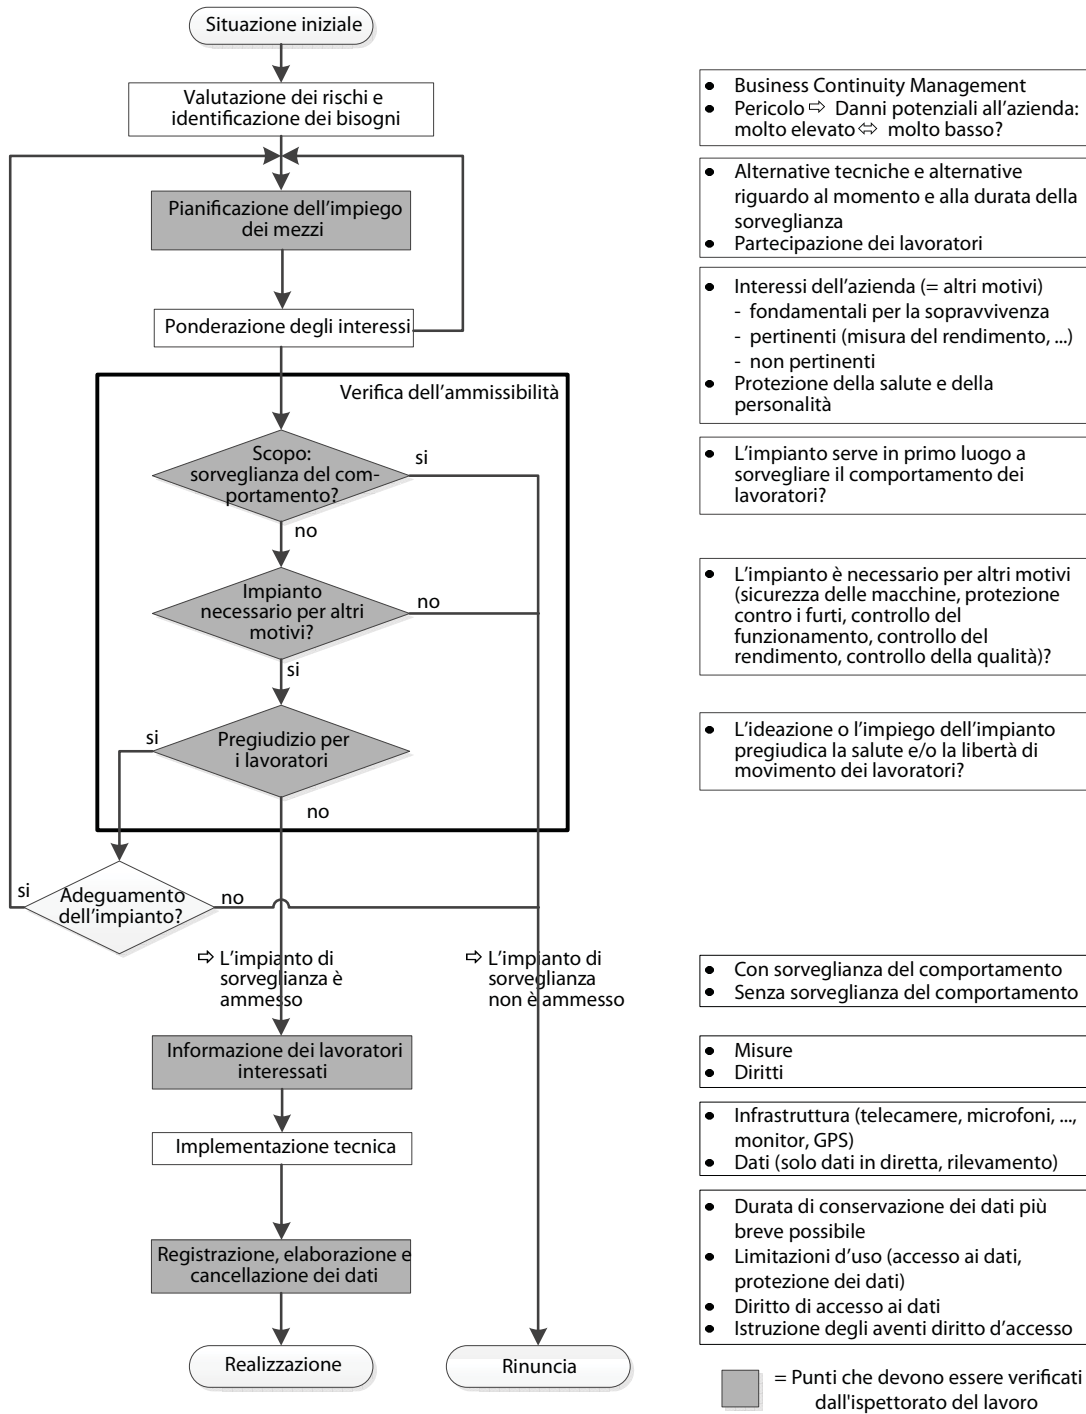 Situazione iniziale
Valutazione dei rischi e
identificazione dei bisogni
• Business Continuity Management
• Pericolo ⇨ Danni potenziali all'azienda:
molto elevato ⇔ molto basso?
Pianificazione dell'impiego
dei mezzi
• Alternative tecniche e alternative
riguardo al momento e alla durata della
sorveglianza
• Partecipazione dei lavoratori
Ponderazione degli interessi
• Interessi dell'azienda (= altri motivi)
- fondamentali per la sopravvivenza
- pertinenti (misura del rendimento, ...)
- non pertinenti
• Protezione della salute e della
personalità
Verifica dell'ammissibilità
Scopo:
sorveglianza del com-
portamento?
si
no
• L'impianto serve in primo luogo a
sorvegliare il comportamento dei
lavoratori?
Impianto
necessario per altri
motivi?
no
si
• L'impianto è necessario per altri motivi
(sicurezza delle macchine, protezione
contro i furti, controllo del
funzionamento, controllo del
rendimento, controllo della qualità)?
si
Pregiudizio per
i lavoratori
no
• L'ideazione o l'impiego dell'impianto
pregiudica la salute e/o la libertà di
movimento dei lavoratori?
si
Adeguamento
dell'impianto?
no
⇨ L'impianto di
sorveglianza è
ammesso
⇨ L'impianto di
sorveglianza
non è ammesso
• Con sorveglianza del comportamento
• Senza sorveglianza del comportamento
Informazione dei lavoratori
interessati
• Misure
• Diritti
Implementazione tecnica
• Infrastruttura (telecamere, microfoni, ...,
monitor, GPS)
• Dati (solo dati in diretta, rilevamento)
Registrazione, elaborazione e
cancellazione dei dati
• Durata di conservazione dei dati più
breve possibile
• Limitazioni d'uso (accesso ai dati,
protezione dei dati)
• Diritto di accesso ai dati
• Istruzione degli aventi diritto d'accesso
Realizzazione
Rinuncia
= Punti che devono essere verificati
dall'ispettorato del lavoro